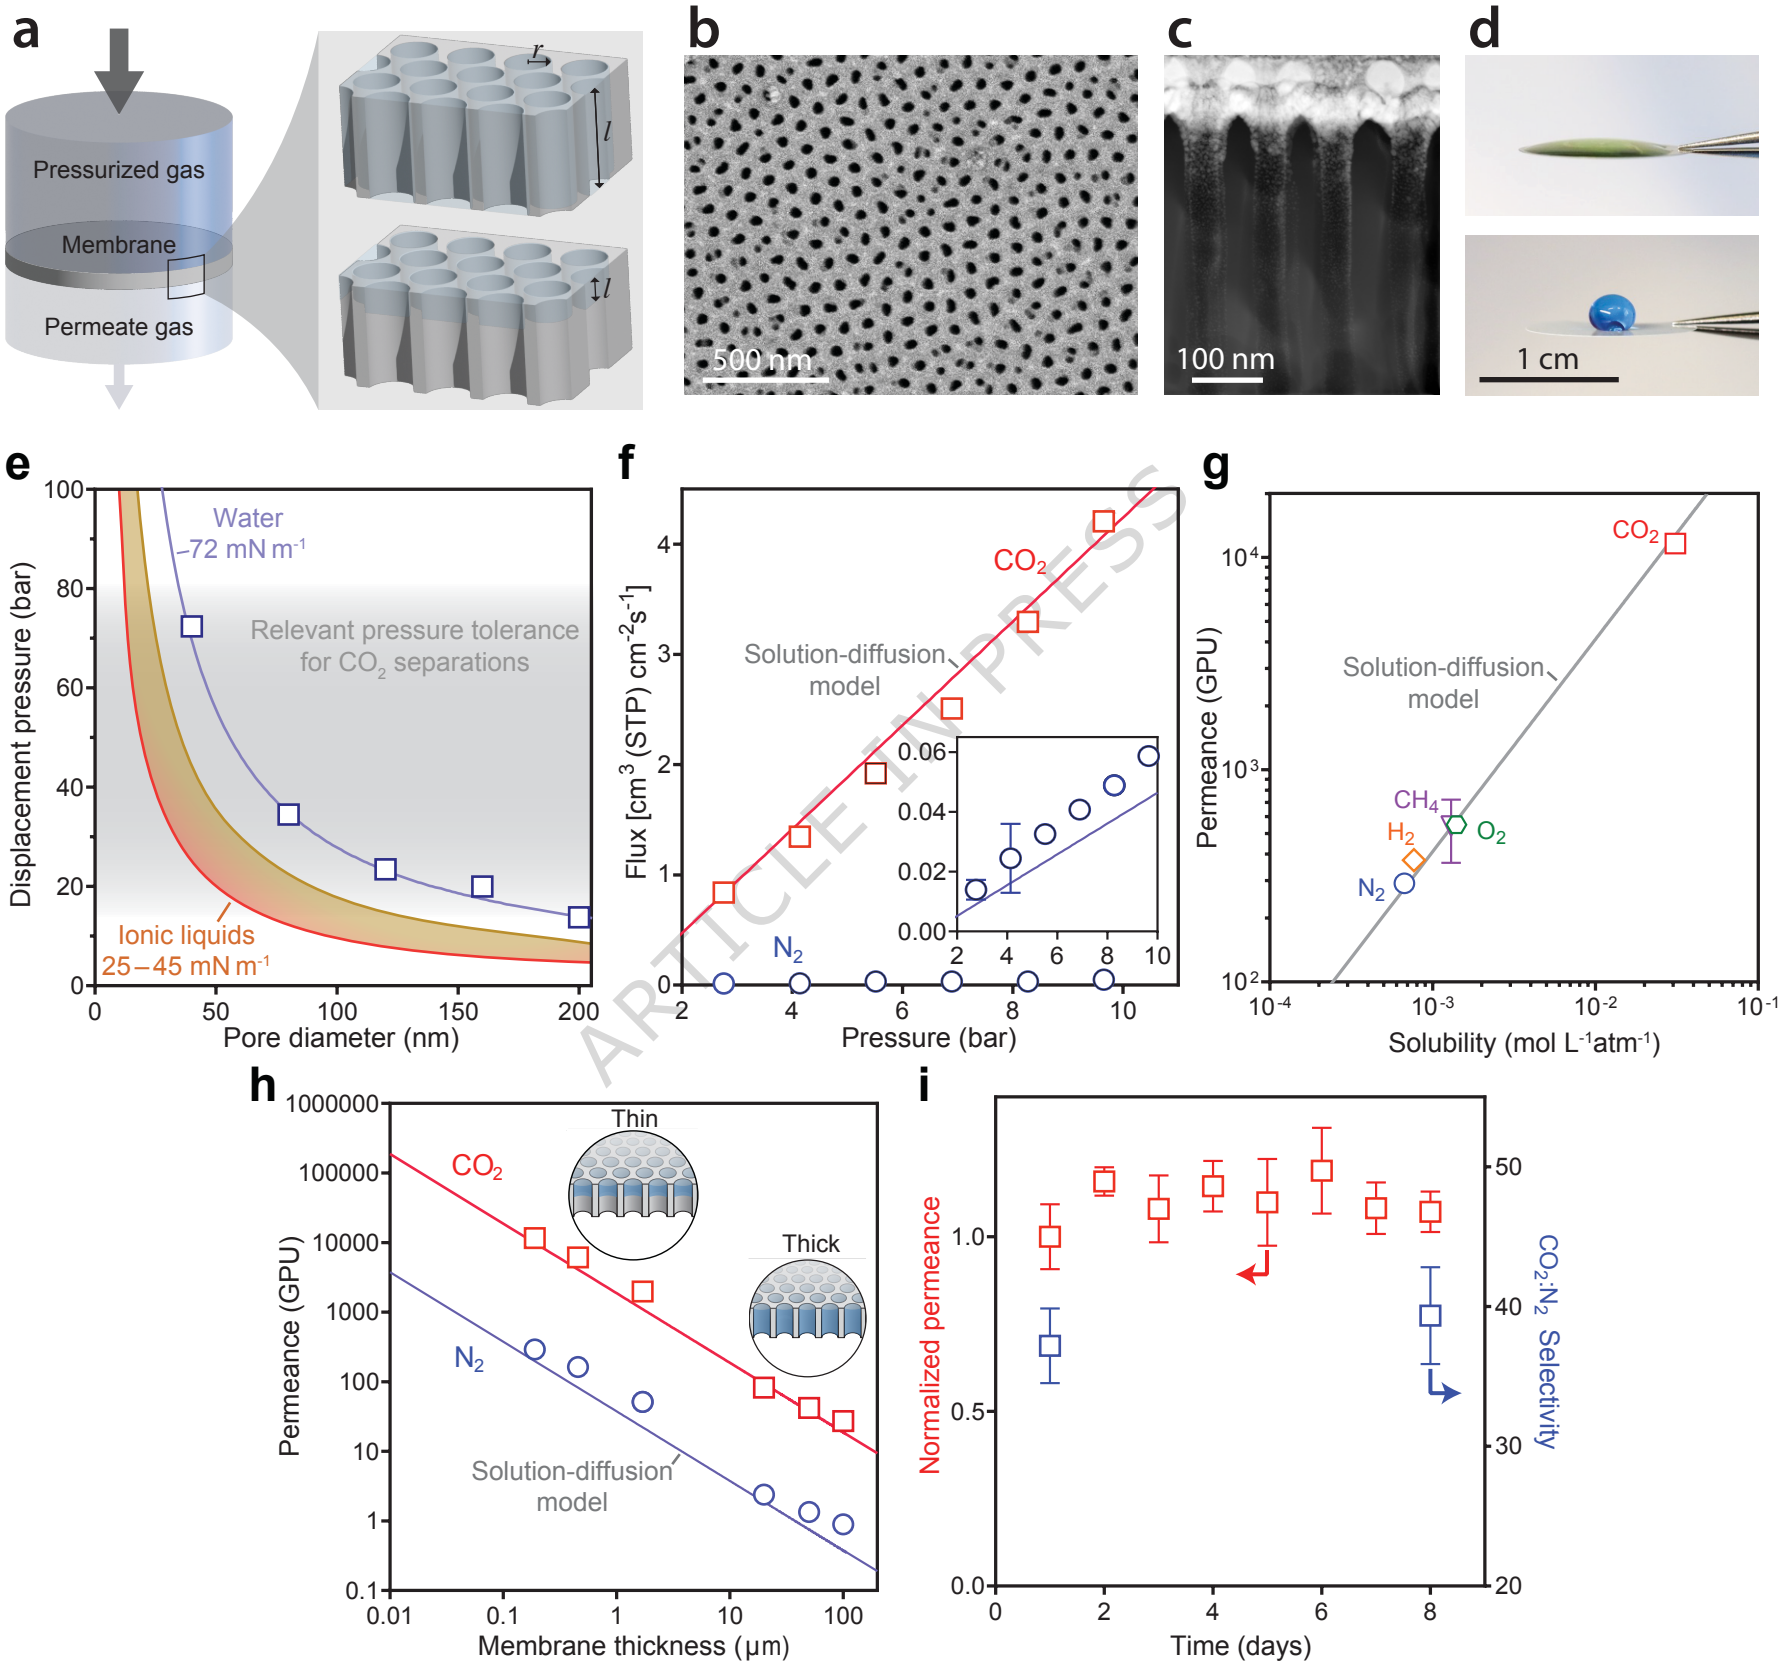 a
Pressurized gas
Membrane
Permeate gas
r
l
l
b
500 nm
c
100 nm
d
1 cm
e
Displacement pressure (bar)
100
80
60
40
20
0
Water
72 mN m⁻¹
Relevant pressure tolerance
for CO₂ separations
Ionic liquids
25–45 mN m⁻¹
0
50
100
150
200
Pore diameter (nm)
f
Flux [cm³ (STP) cm⁻²s⁻¹]
4
3
2
1
0
CO₂
Solution-diffusion
model
N₂
0.06
0.04
0.02
0.00
2
4
6
8
10
2
4
6
8
10
Pressure (bar)
ARTICLE IN PRESS
g
Permeance (GPU)
10⁴
10³
10²
CO₂
Solution-diffusion
model
CH₄
H₂
O₂
N₂
10⁻⁴
10⁻³
10⁻²
10⁻¹
Solubility (mol L⁻¹atm⁻¹)
h
Permeance (GPU)
1000000
100000
10000
1000
100
10
1
0.1
Thin
CO₂
Thick
N₂
Solution-diffusion
model
0.01
0.1
1
10
100
Membrane thickness (μm)
i
Normalized permeance
1.0
0.5
0.0
50
40
30
20
CO₂:N₂ Selectivity
0
2
4
6
8
Time (days)